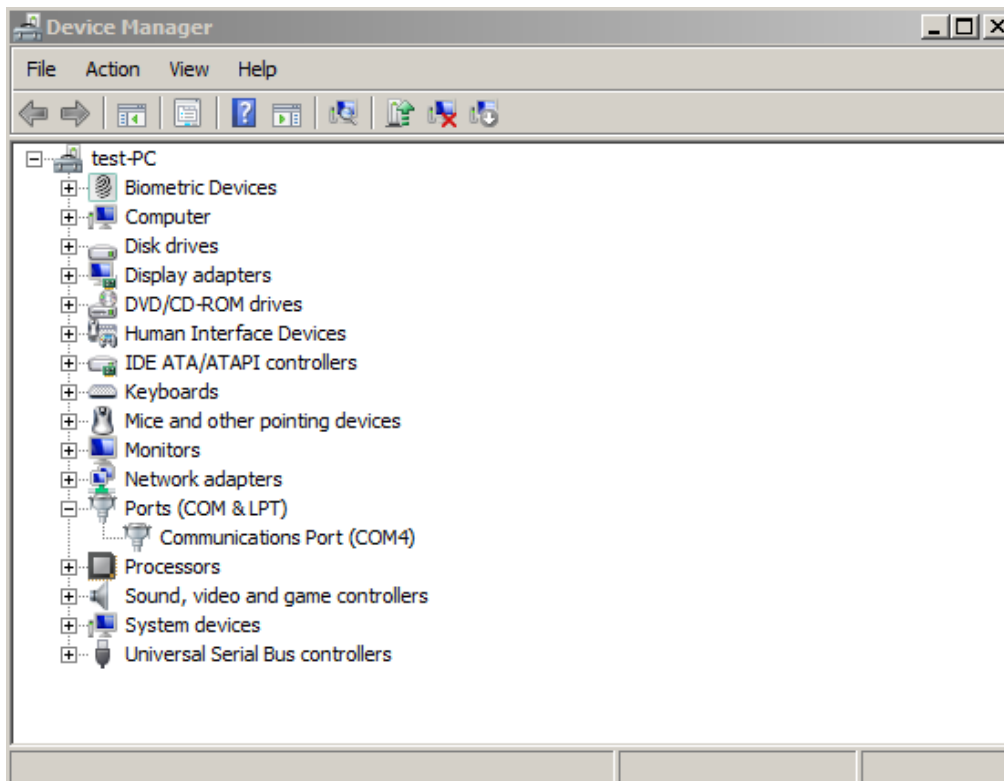 Device Manager
File Action View Help
test-PC
Biometric Devices
Computer
Disk drives
Display adapters
DVD/CD-ROM drives
Human Interface Devices
IDE ATA/ATAPI controllers
Keyboards
Mice and other pointing devices
Monitors
Network adapters
Ports (COM & LPT)
Communications Port (COM4)
Processors
Sound, video and game controllers
System devices
Universal Serial Bus controllers